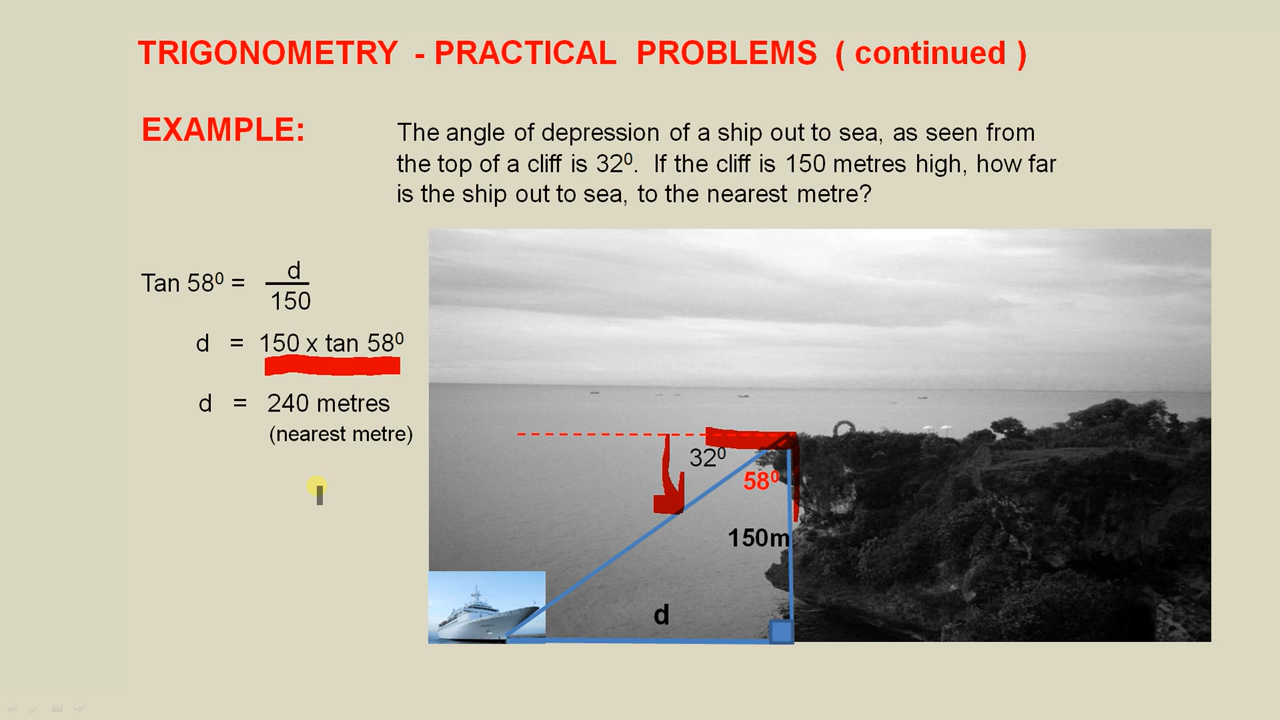 TRIGONOMETRY - PRACTICAL PROBLEMS ( continued )
EXAMPLE:
The angle of depression of a ship out to sea, as seen from
the top of a cliff is 32⁰. If the cliff is 150 metres high, how far
is the ship out to sea, to the nearest metre?
Tan 58⁰ =
d
150
d = 150 x tan 58⁰
d = 240 metres
(nearest metre)
32⁰
58⁰
150m
d